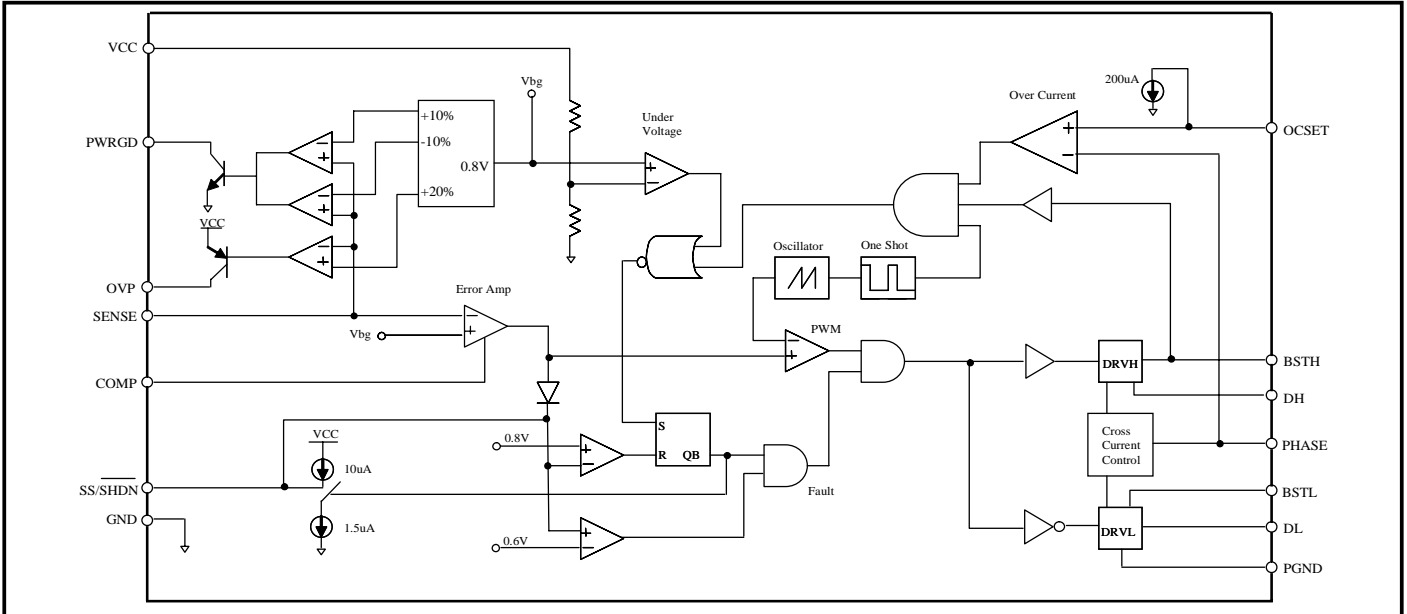 VCC
PWRGD
OVP
SENSE
COMP
SS/SHDN
GND
+10%
-10%
0.8V
+20%
VCC
Vbg
Under
Voltage
Over Current
200uA
OCSET
Oscillator
One Shot
Error Amp
Vbg
PWM
DRVH
BSTH
DH
Cross
Current
Control
PHASE
BSTL
DRVL
DL
PGND
S
R QB
0.8V
0.6V
Fault
VCC
10uA
1.5uA